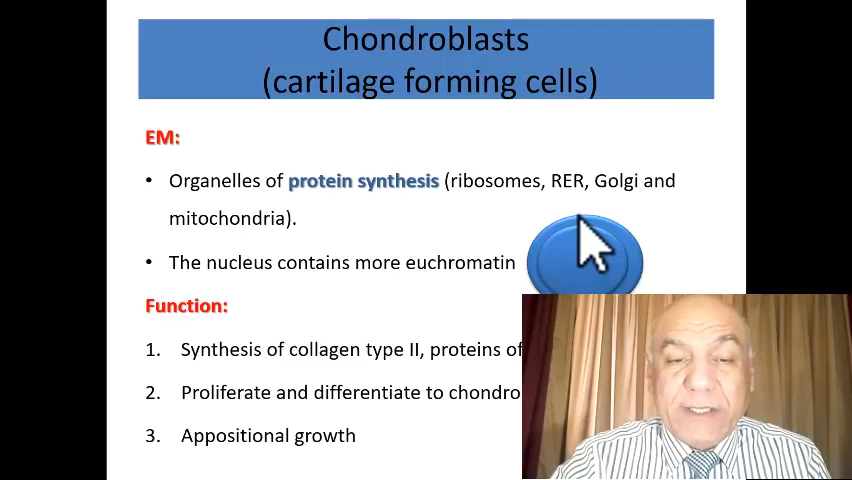 Chondroblasts
(cartilage forming cells)
EM:
• Organelles of protein synthesis (ribosomes, RER, Golgi and
mitochondria).
• The nucleus contains more euchromatin
Function:
1. Synthesis of collagen type II, proteins of
2. Proliferate and differentiate to chondro
3. Appositional growth